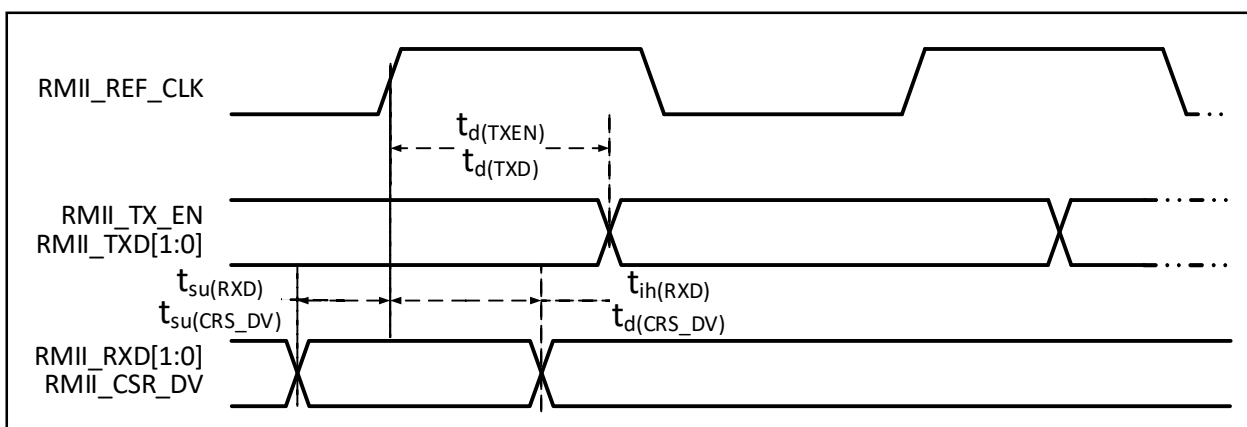 RMII_REF_CLK
td(TXEN)
td(TXD)
RMII_TX_EN
RMII_TXD[1:0]
tsu(RXD)
tih(RXD)
tsu(CRS_DV)
td(CRS_DV)
RMII_RXD[1:0]
RMII_CSR_DV